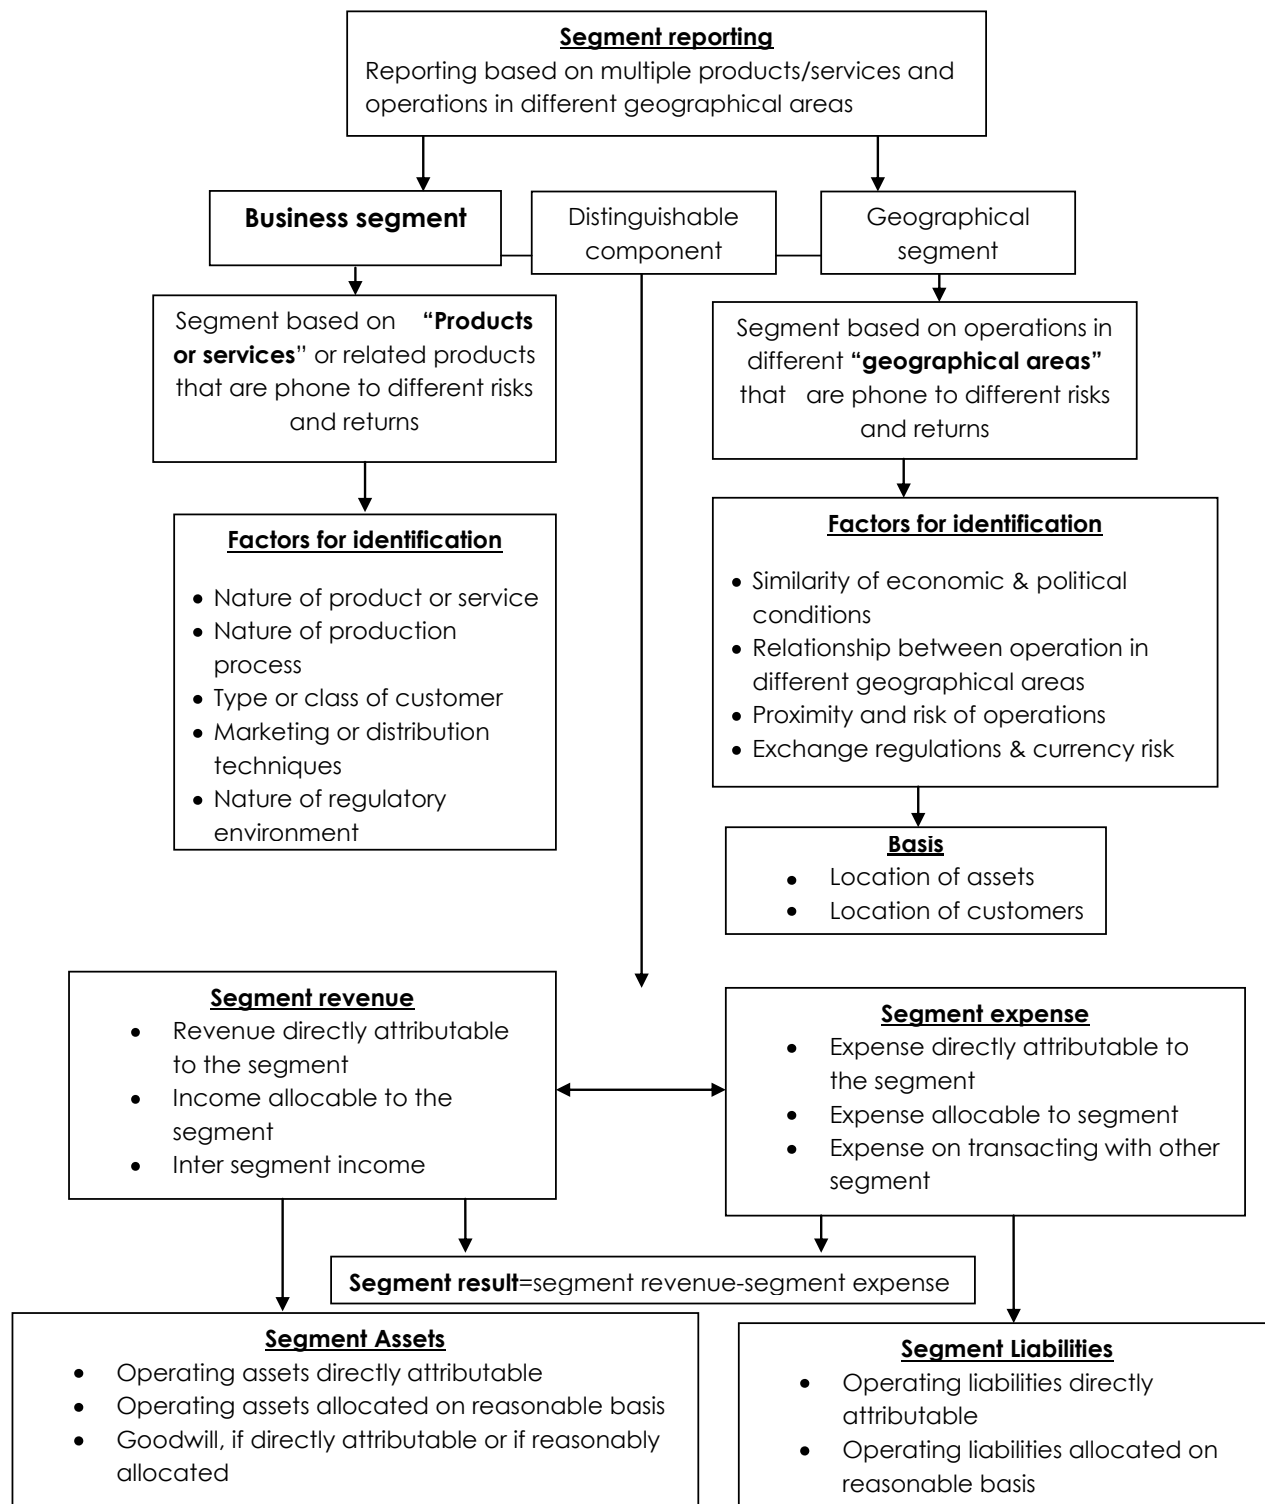 Segment reporting
Reporting based on multiple products/services and
operations in different geographical areas
Business segment
Distinguishable
component
Geographical
segment
Segment based on “Products
or services” or related products
that are phone to different risks
and returns
Segment based on operations in
different “geographical areas”
that are phone to different risks
and returns
Factors for identification
• Nature of product or service
• Nature of production
process
• Type or class of customer
• Marketing or distribution
techniques
• Nature of regulatory
environment
Factors for identification
• Similarity of economic & political
conditions
• Relationship between operation in
different geographical areas
• Proximity and risk of operations
• Exchange regulations & currency risk
Basis
• Location of assets
• Location of customers
Segment revenue
• Revenue directly attributable
to the segment
• Income allocable to the
segment
• Inter segment income
Segment expense
• Expense directly attributable to
the segment
• Expense allocable to segment
• Expense on transacting with other
segment
Segment result=segment revenue-segment expense
Segment Assets
• Operating assets directly attributable
• Operating assets allocated on reasonable basis
• Goodwill, if directly attributable or if reasonably
allocated
Segment Liabilities
• Operating liabilities directly
attributable
• Operating liabilities allocated on
reasonable basis